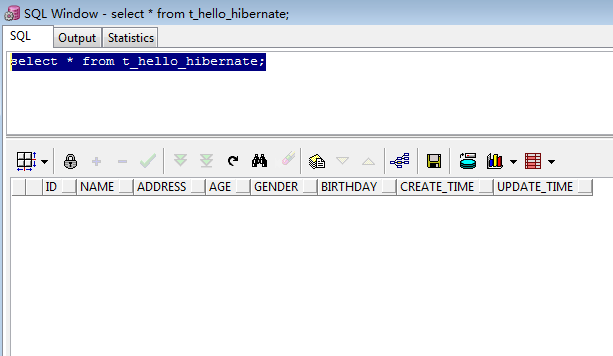 SQL Window - select * from t_hello_hibernate;
SQL Output Statistics
select * from t_hello_hibernate;
ID NAME ADDRESS AGE GENDER BIRTHDAY CREATE_TIME UPDATE_TIME